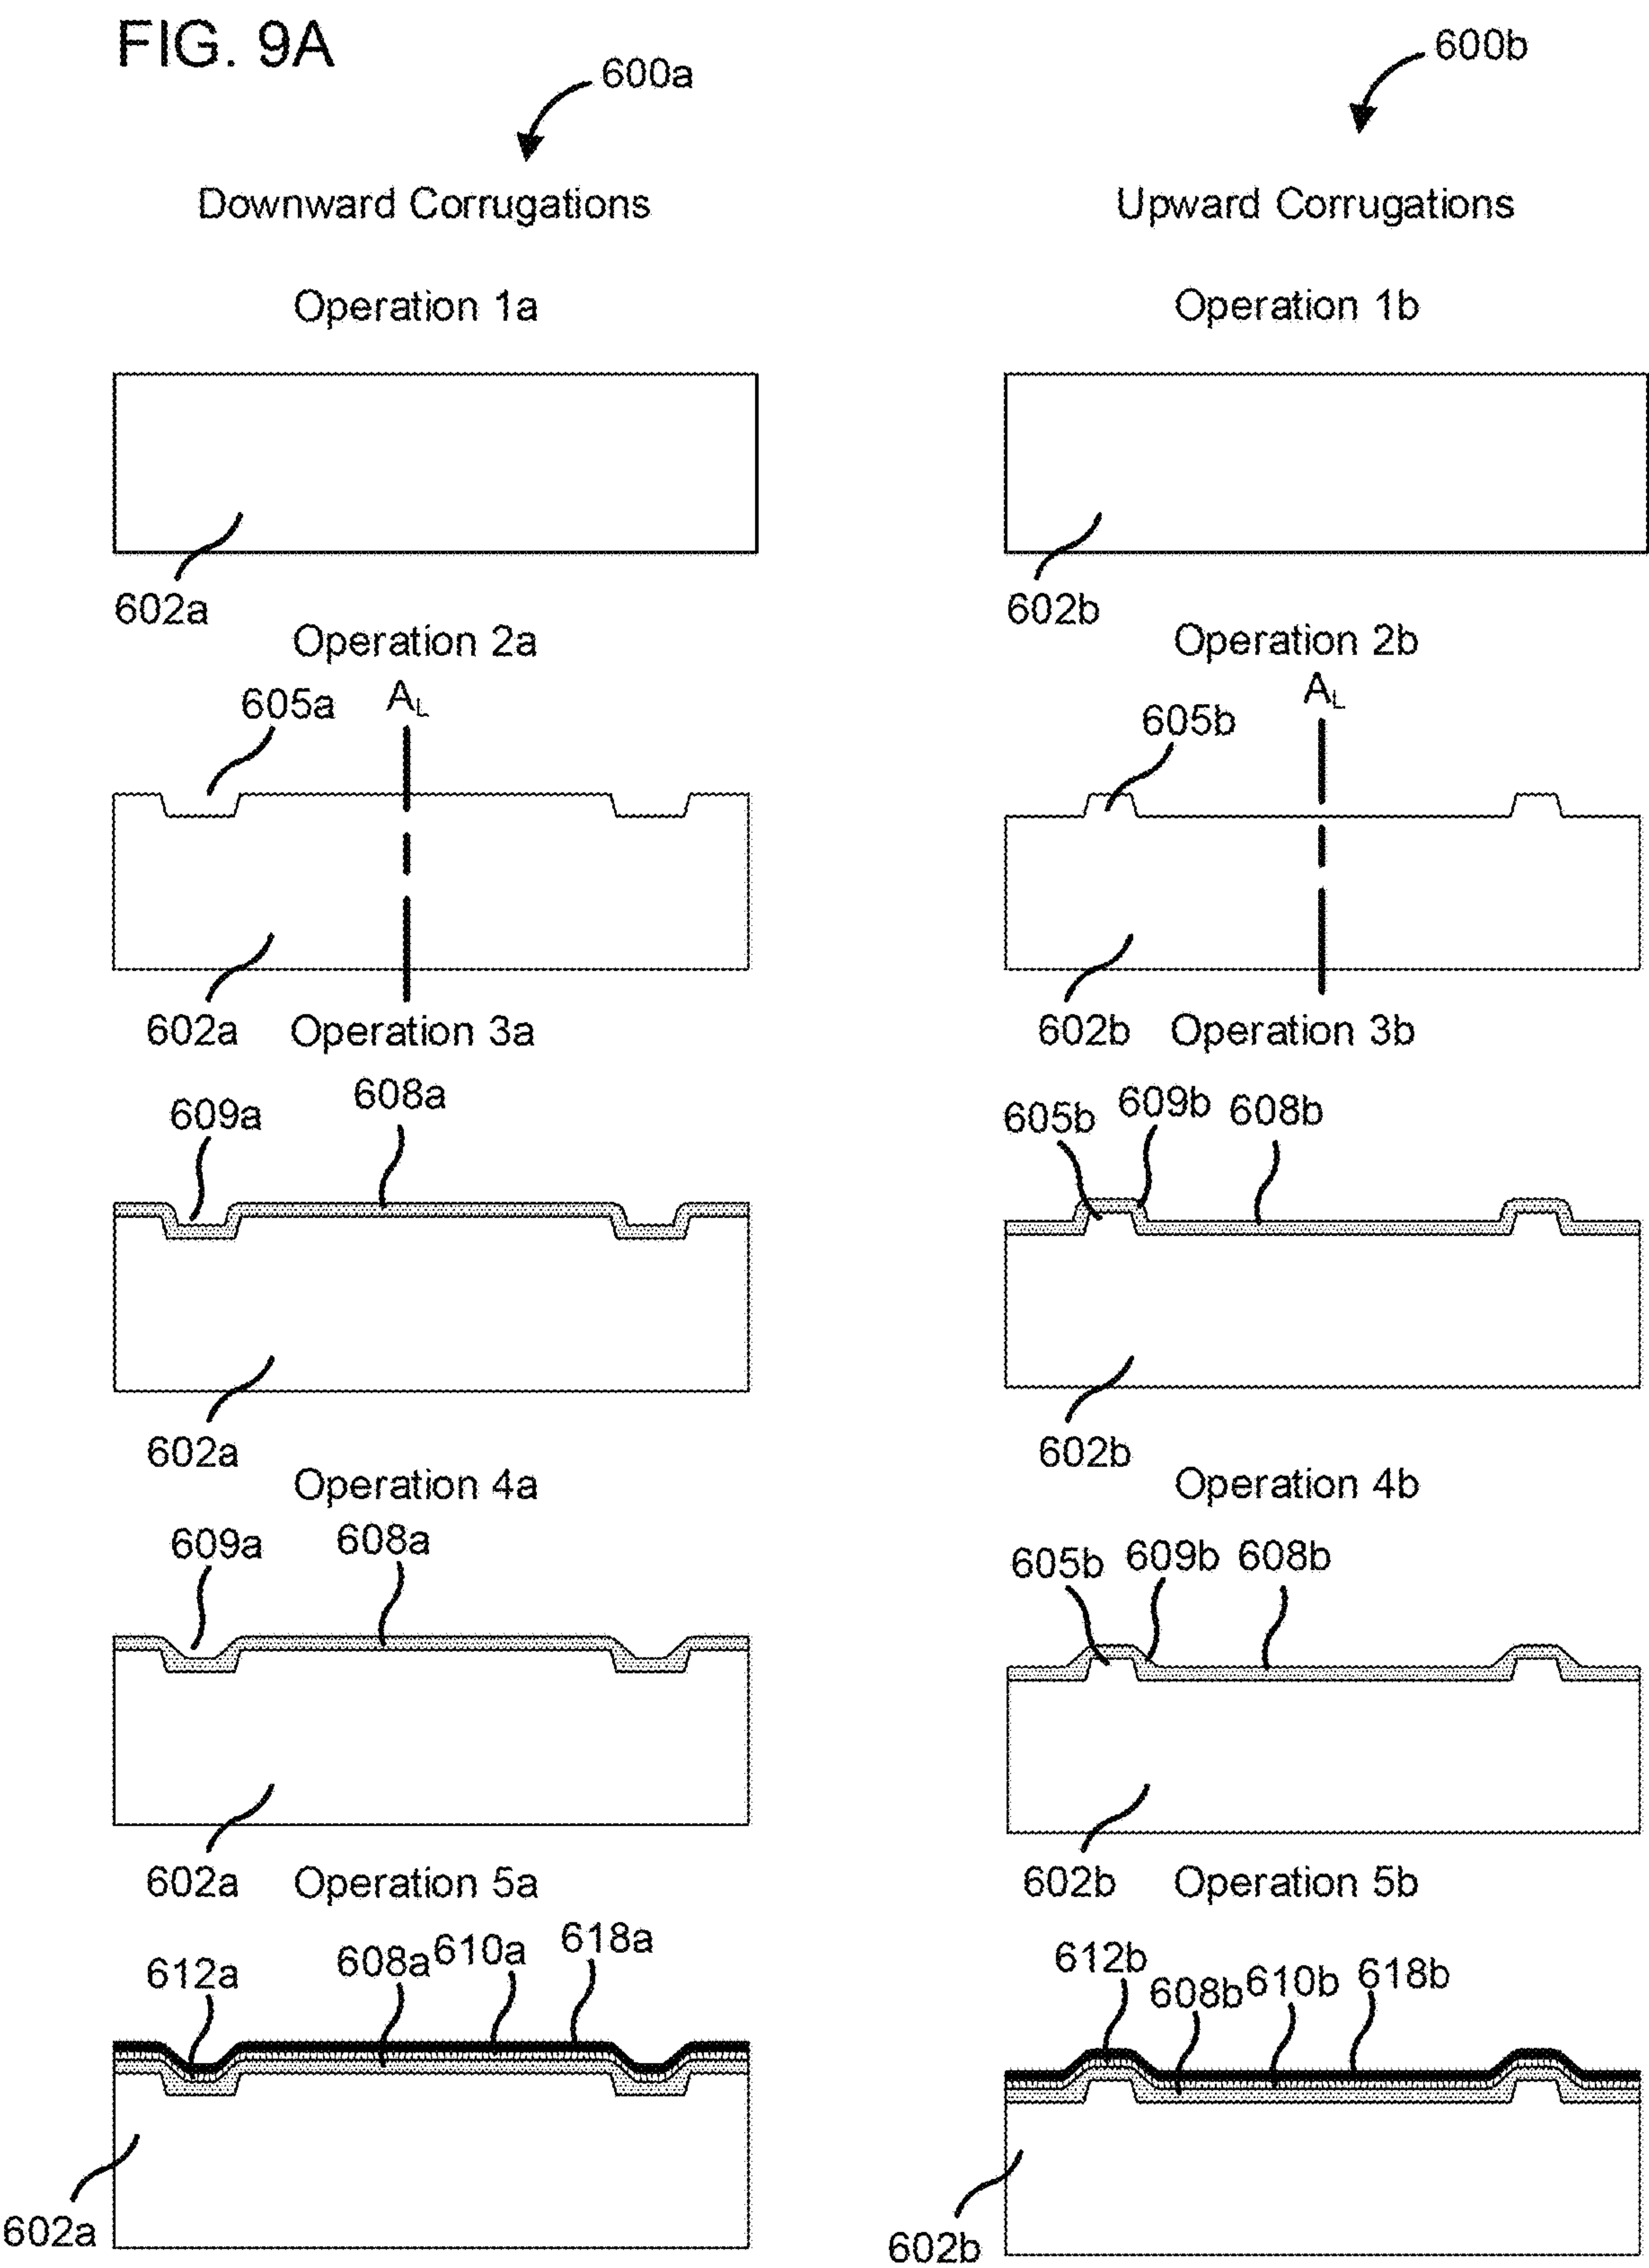 FIG. 9A
600a
600b
Downward Corrugations
Upward Corrugations
Operation 1a
Operation 1b
602a
602b
Operation 2a
Operation 2b
605a
AL
605b
AL
602a
Operation 3a
602b
Operation 3b
609a
608a
605b
609b
608b
602a
602b
Operation 4a
Operation 4b
609a
608a
605b
609b
608b
602a
Operation 5a
602b
Operation 5b
612a
608a
610a
618a
612b
608b
610b
618b
602a
602b